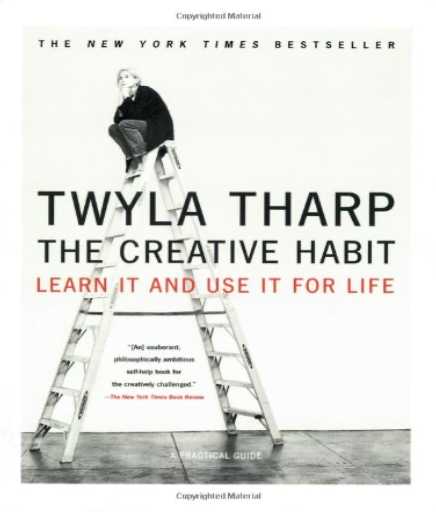 Copyrighted Material
THE NEW YORK TIMES BESTSELLER
TWYLA THARP
THE CREATIVE HABIT
LEARN IT AND USE IT FOR LIFE
"[An] exuberant,
philosophically ambitious
self-help book for
the creatively challenged."
—The New York Times Book Review
A PRACTICAL GUIDE
Copyrighted Material